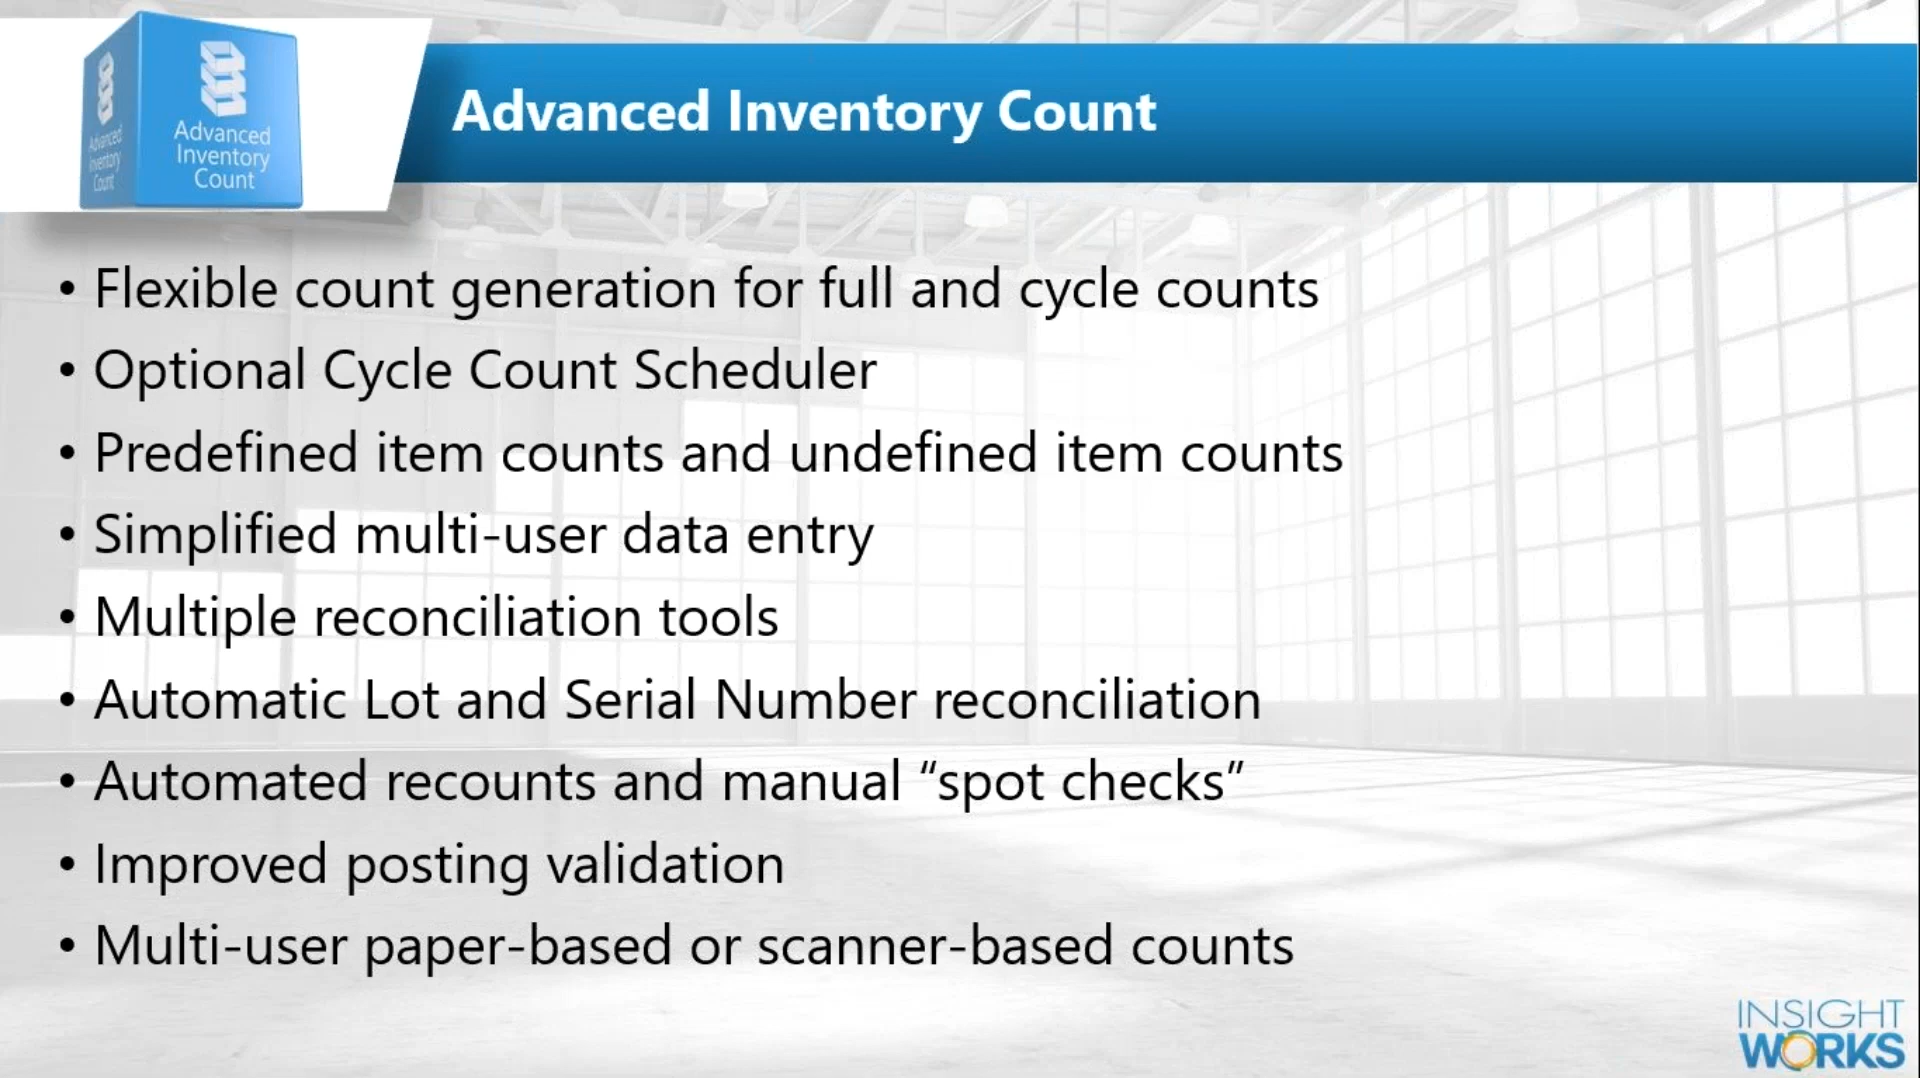 Advanced
Inventory
Count
Advanced
Inventory
Count
Advanced Inventory Count
• Flexible count generation for full and cycle counts
• Optional Cycle Count Scheduler
• Predefined item counts and undefined item counts
• Simplified multi-user data entry
• Multiple reconciliation tools
• Automatic Lot and Serial Number reconciliation
• Automated recounts and manual “spot checks”
• Improved posting validation
• Multi-user paper-based or scanner-based counts
INSIGHT
WORKS